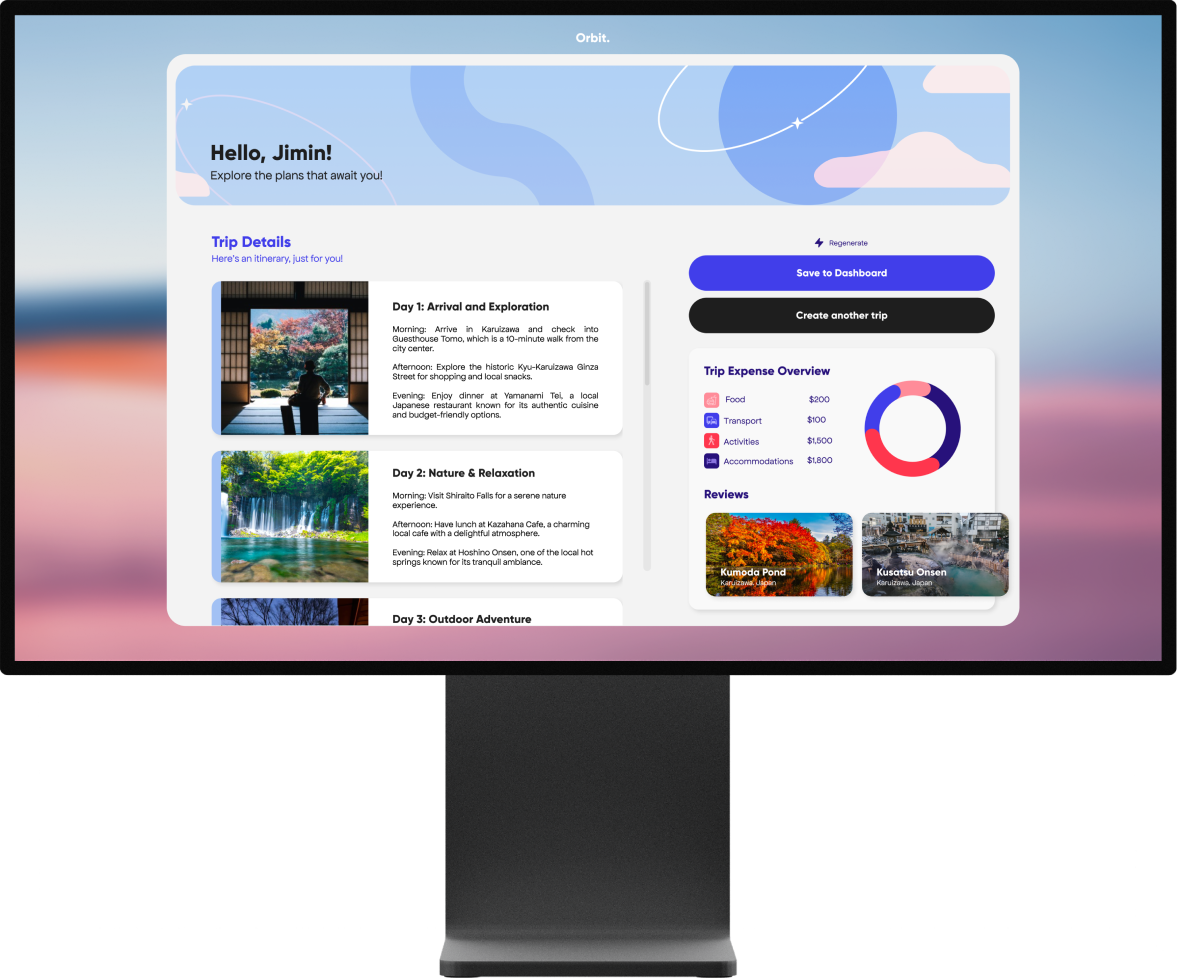 Orbit.
Hello, Jimin!
Explore the plans that await you!
Trip Details
Here's an itinerary, just for you!
Day 1: Arrival and Exploration
Morning: Arrive in Karuizawa and check into
Guesthouse Tomo, which is a 10-minute walk from the
city center.
Afternoon: Explore the historic Kyu-Karuizawa Ginza
Street for shopping and local snacks.
Evening: Enjoy dinner at Yamanami Tei, a local
Japanese restaurant known for its authentic cuisine
and budget-friendly options.
Day 2: Nature & Relaxation
Morning: Visit Shiraito Falls for a serene nature
experience.
Afternoon: Have lunch at Kazahana Cafe, a charming
local cafe with a delightful atmosphere.
Evening: Relax at Hoshino Onsen, one of the local hot
springs known for its tranquil ambiance.
Day 3: Outdoor Adventure
Regenerate
Save to Dashboard
Create another trip
Trip Expense Overview
Food $200
Transport $100
Activities $1,500
Accommodations $1,800
Reviews
Kumoda Pond
Karuizawa, Japan
Kusatsu Onsen
Karuizawa, Japan